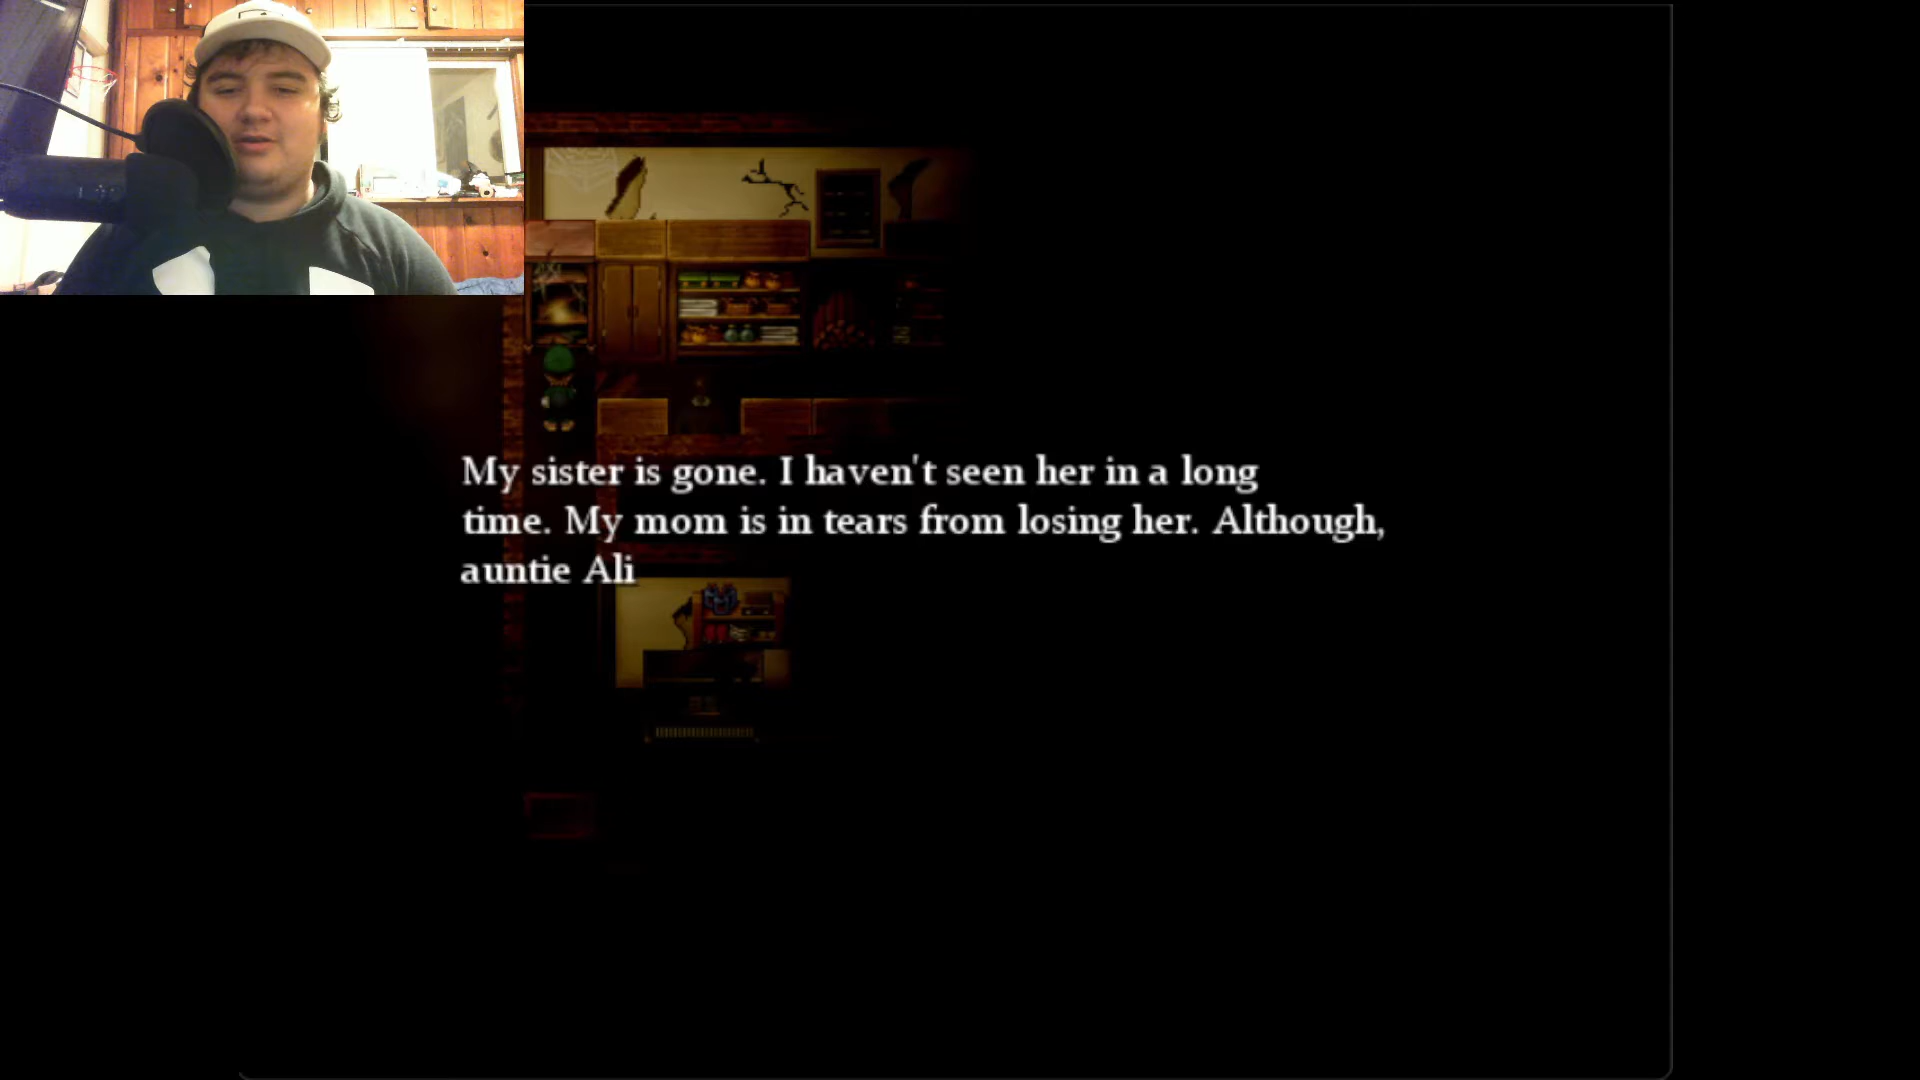 My sister is gone. I haven't seen her in a long
time. My mom is in tears from losing her. Although,
auntie Ali